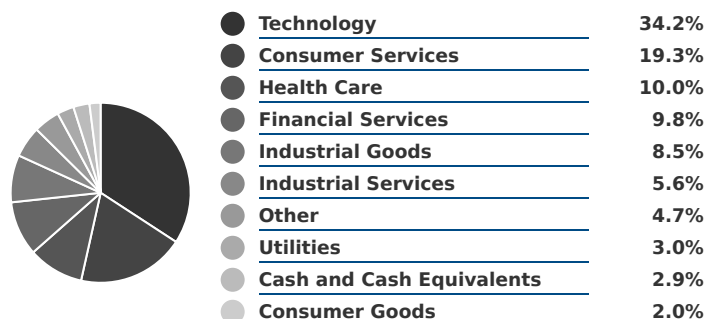 Technology 34.2%
Consumer Services 19.3%
Health Care 10.0%
Financial Services 9.8%
Industrial Goods 8.5%
Industrial Services 5.6%
Other 4.7%
Utilities 3.0%
Cash and Cash Equivalents 2.9%
Consumer Goods 2.0%